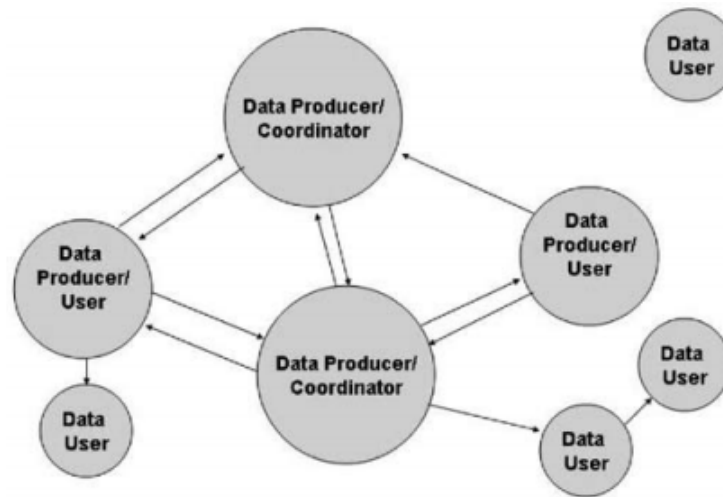 Data
User
Data Producer/
Coordinator
Data
Producer/
User
Data
Producer/
User
Data Producer/
Coordinator
Data
User
Data
User
Data
User